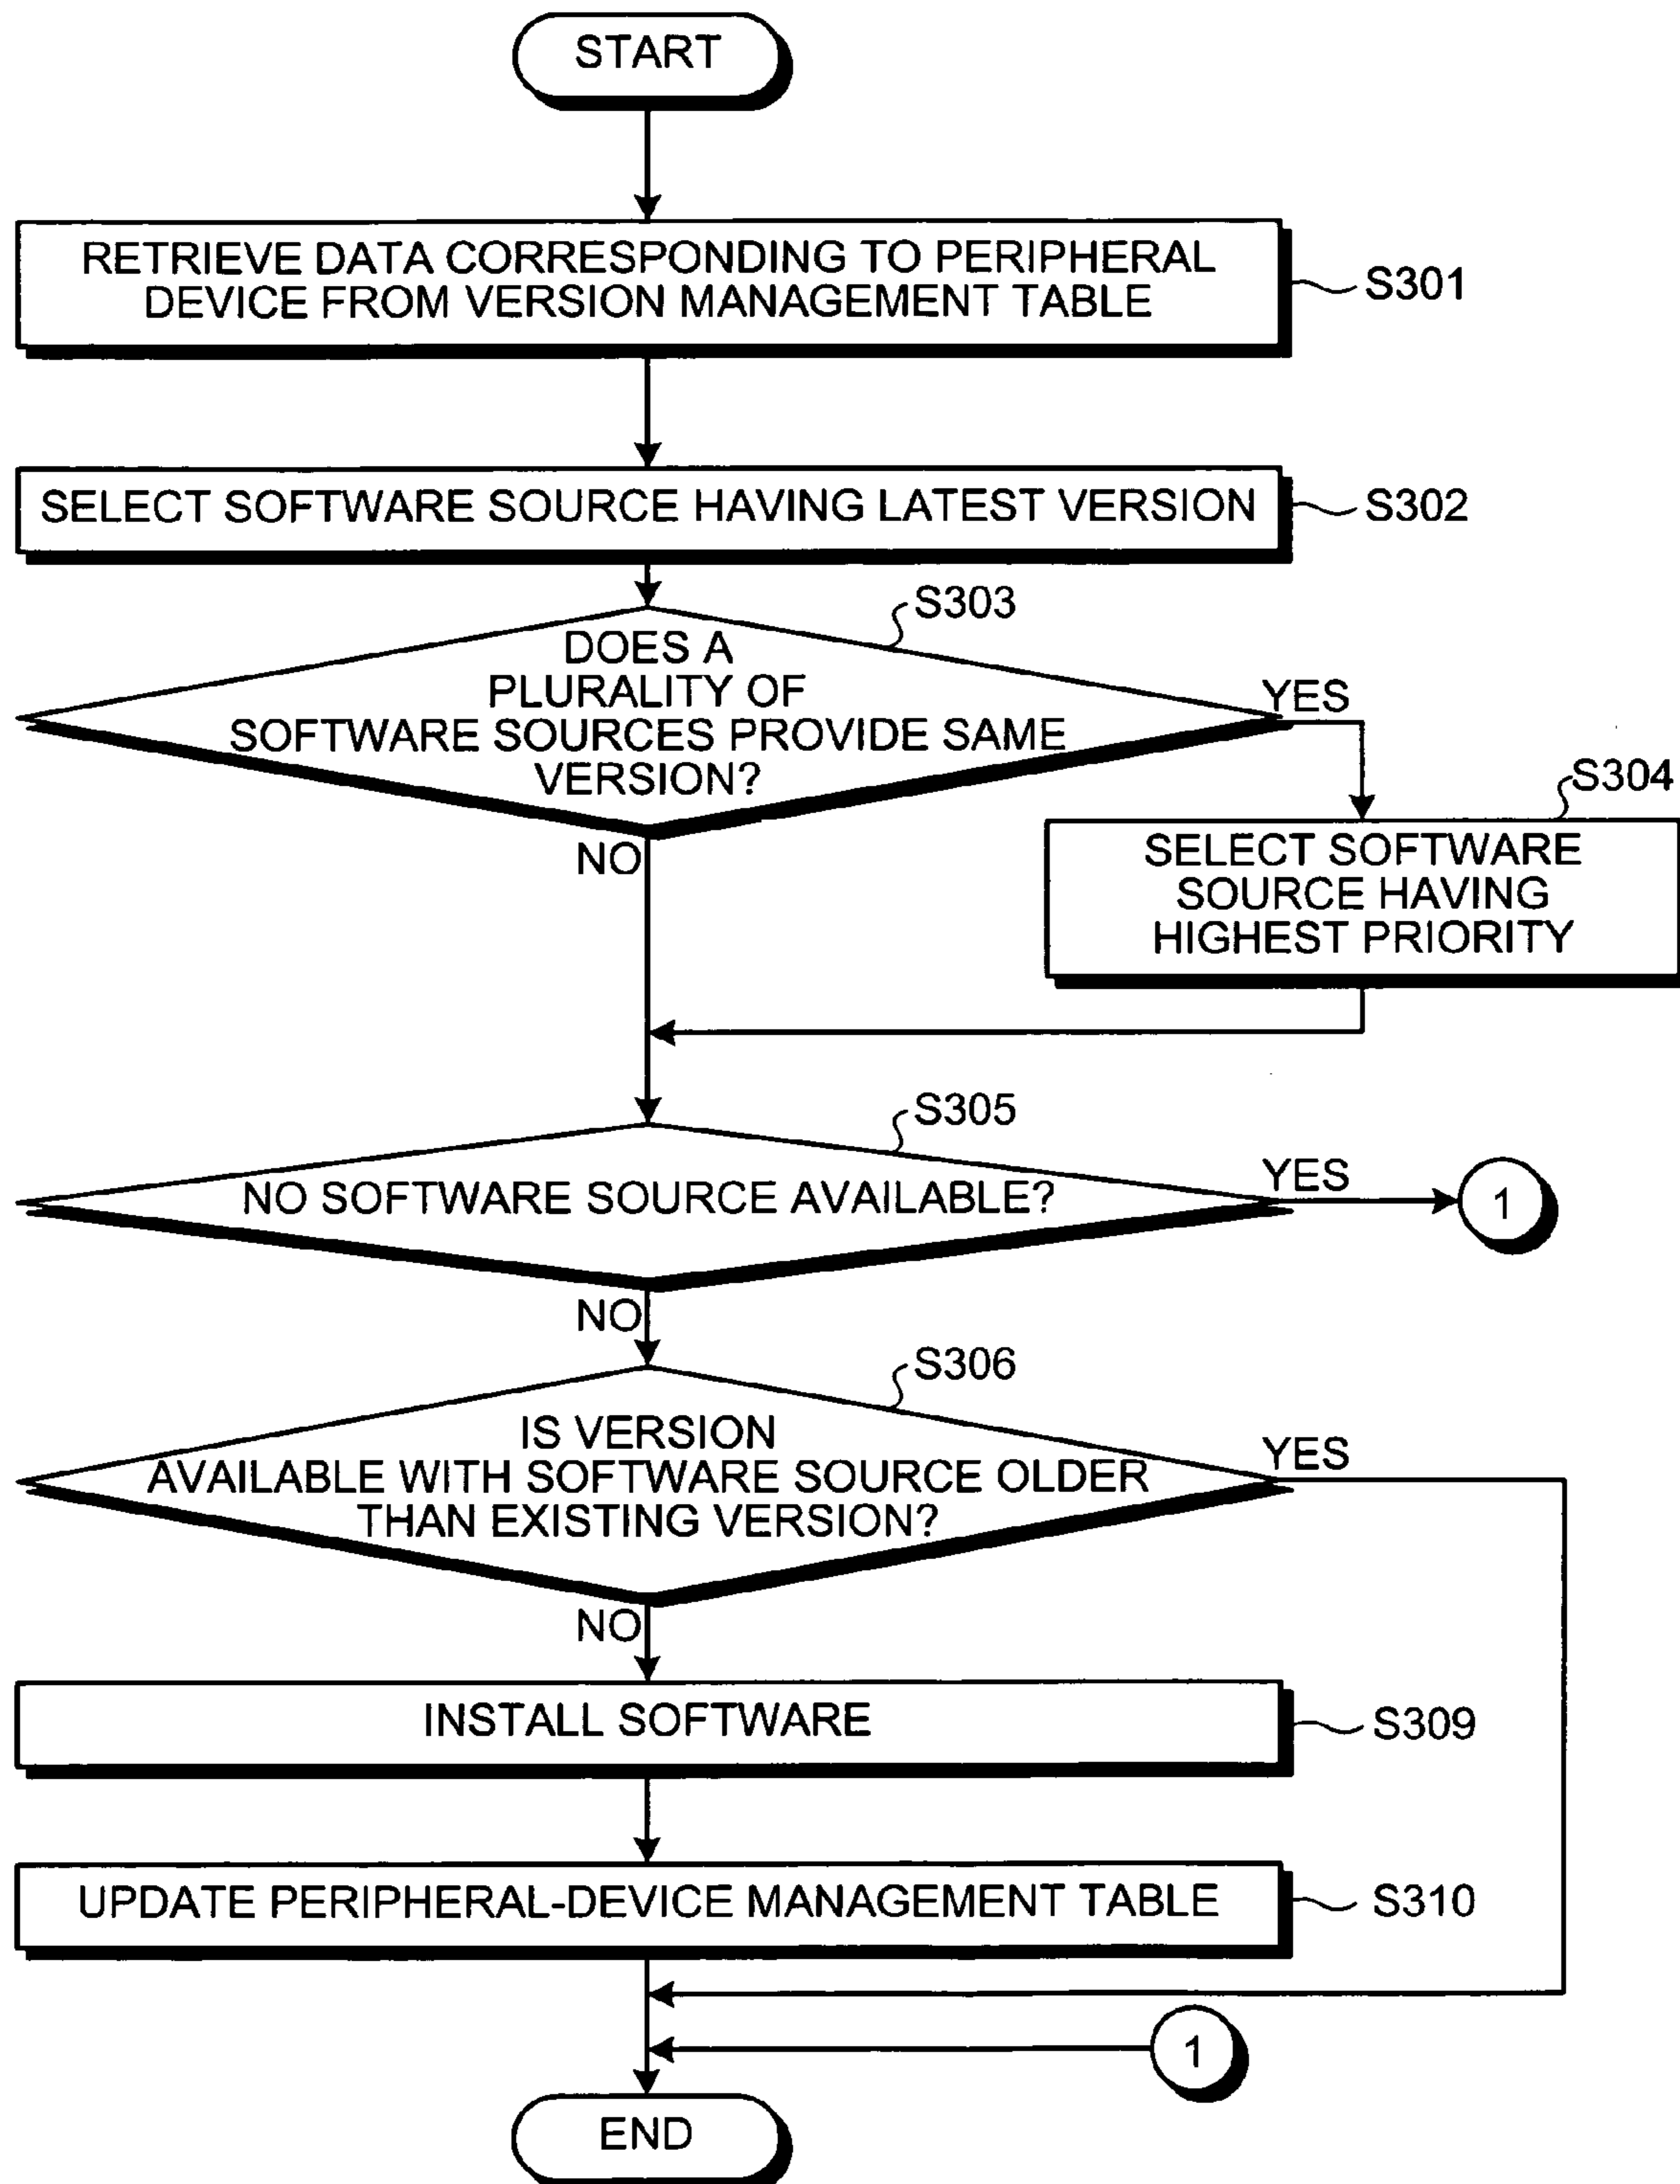 START
RETRIEVE DATA CORRESPONDING TO PERIPHERAL
DEVICE FROM VERSION MANAGEMENT TABLE
S301
SELECT SOFTWARE SOURCE HAVING LATEST VERSION
S302
S303
DOES A
PLURALITY OF
SOFTWARE SOURCES PROVIDE SAME
VERSION?
YES
NO
S304
SELECT SOFTWARE
SOURCE HAVING
HIGHEST PRIORITY
S305
NO SOFTWARE SOURCE AVAILABLE?
YES
1
NO
S306
IS VERSION
AVAILABLE WITH SOFTWARE SOURCE OLDER
THAN EXISTING VERSION?
YES
NO
INSTALL SOFTWARE
S309
UPDATE PERIPHERAL-DEVICE MANAGEMENT TABLE
S310
1
END